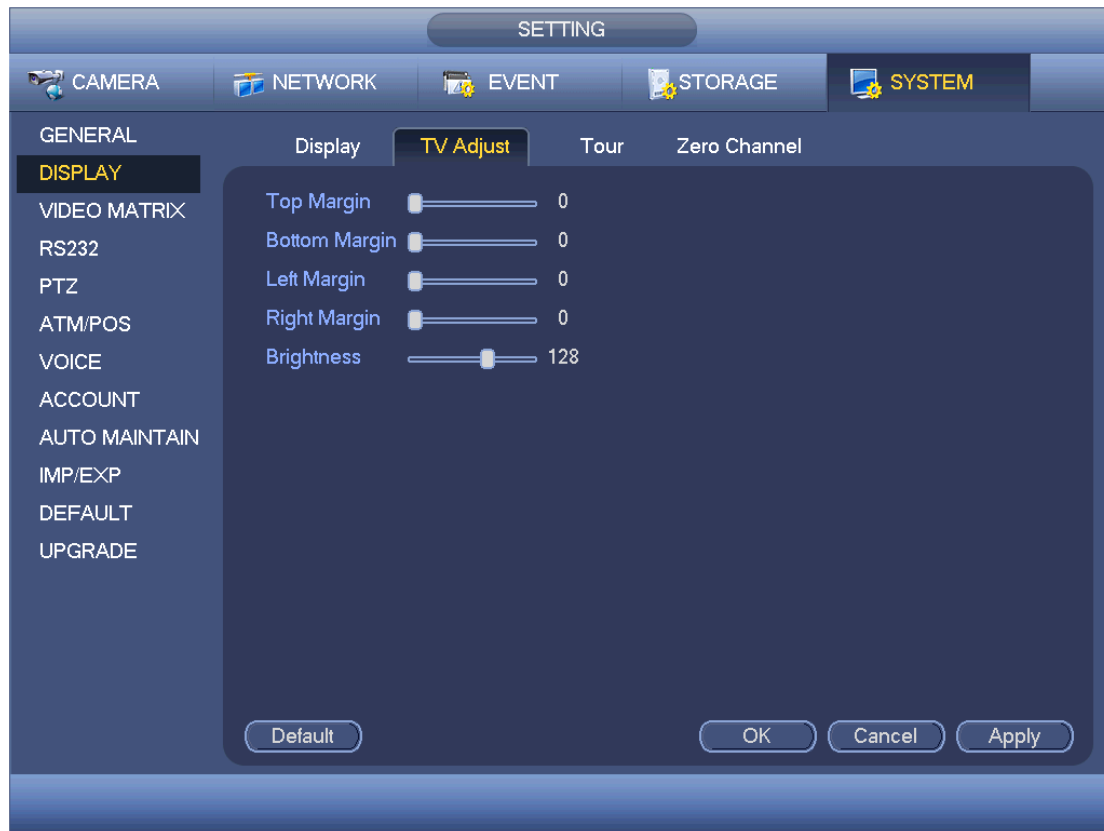 SETTING
CAMERA NETWORK EVENT STORAGE SYSTEM
GENERAL
DISPLAY
VIDEO MATRIX
RS232
PTZ
ATM/POS
VOICE
ACCOUNT
AUTO MAINTAIN
IMP/EXP
DEFAULT
UPGRADE
Display TV Adjust Tour Zero Channel
Top Margin 0
Bottom Margin 0
Left Margin 0
Right Margin 0
Brightness 128
Default OK Cancel Apply